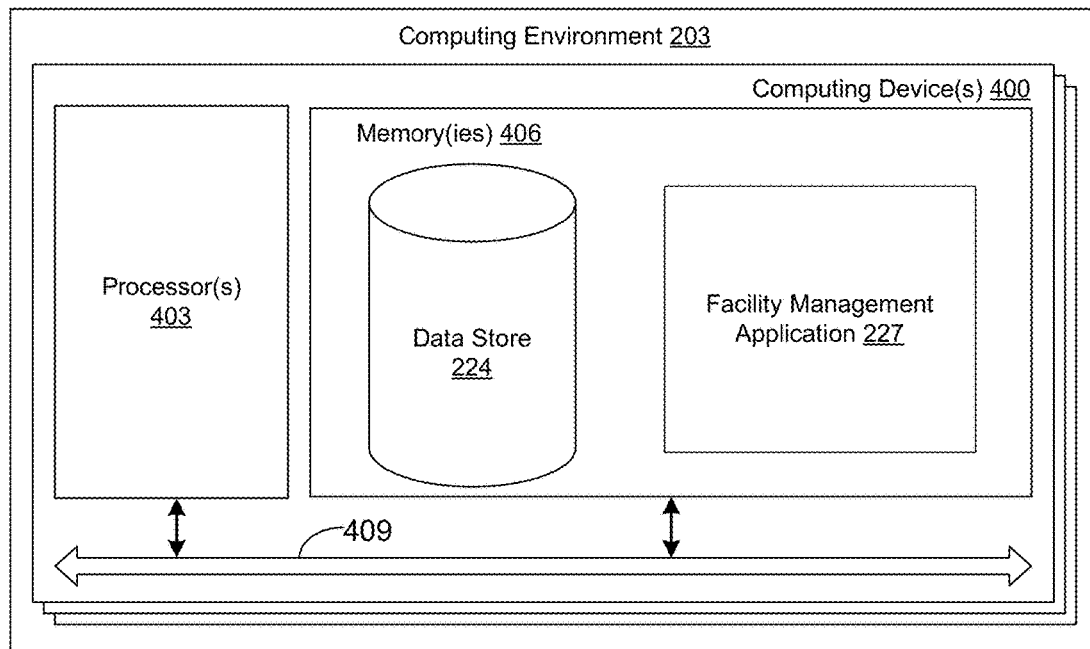 Computing Environment 203
Computing Device(s) 400
Memory(ies) 406
Processor(s)
403
Data Store
224
Facility Management
Application 227
409